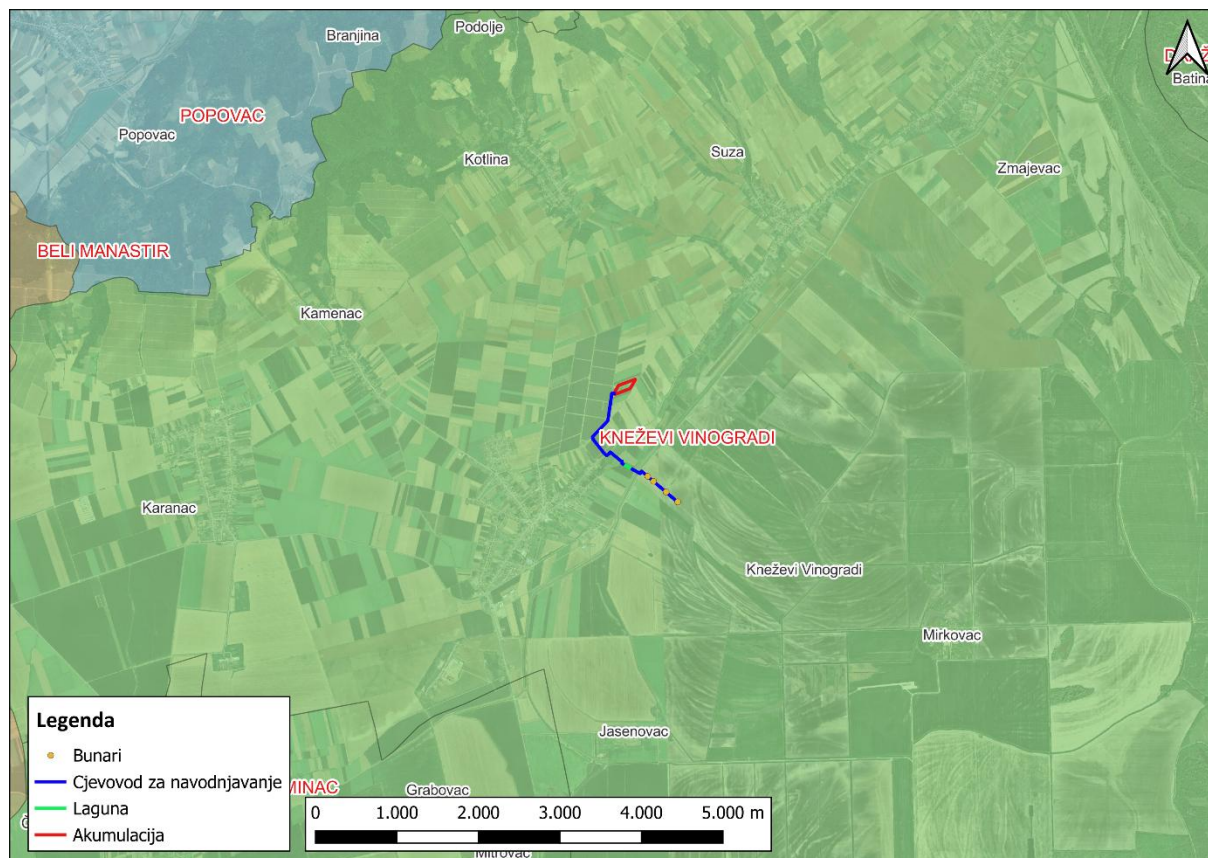 Podolje
Branjina
Batina
POPOVAC
Popovac
Kotlina
Suza
Zmajevac
BELI MANASTIR
Kamenac
KNEŽEVI VINOGRADI
Karanac
Kneževi Vinogradi
Mirkovac
Jasenovac
Grabovac
Mitrovac
Legenda
Bunari
Cjevovod za navodnjavanje
Laguna
Akumulacija
0 1.000 2.000 3.000 4.000 5.000 m